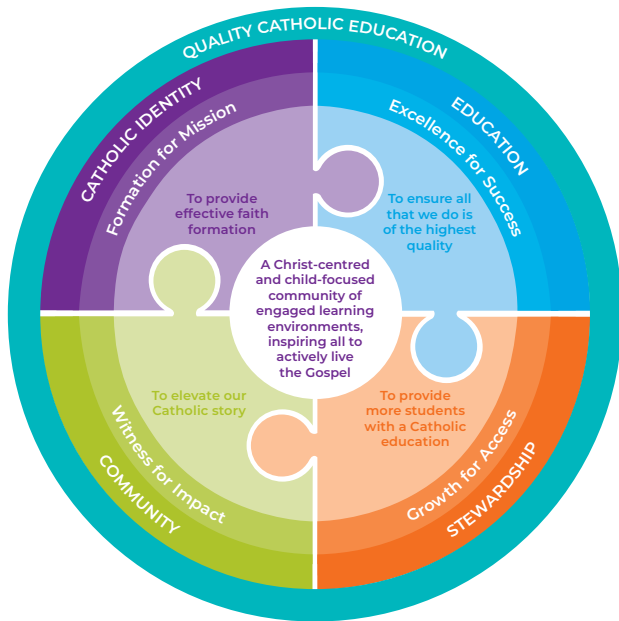 QUALITY CATHOLIC EDUCATION
CATHOLIC IDENTITY
Formation for Mission
To provide
effective faith
formation
EDUCATION
Excellence for Success
To ensure all
that we do is
of the highest
quality
A Christ-centred
and child-focused
community of
engaged learning
environments,
inspiring all to
actively live
the Gospel
To elevate our
Catholic story
Witness for Impact
COMMUNITY
To provide
more students
with a Catholic
education
Growth for Access
STEWARDSHIP